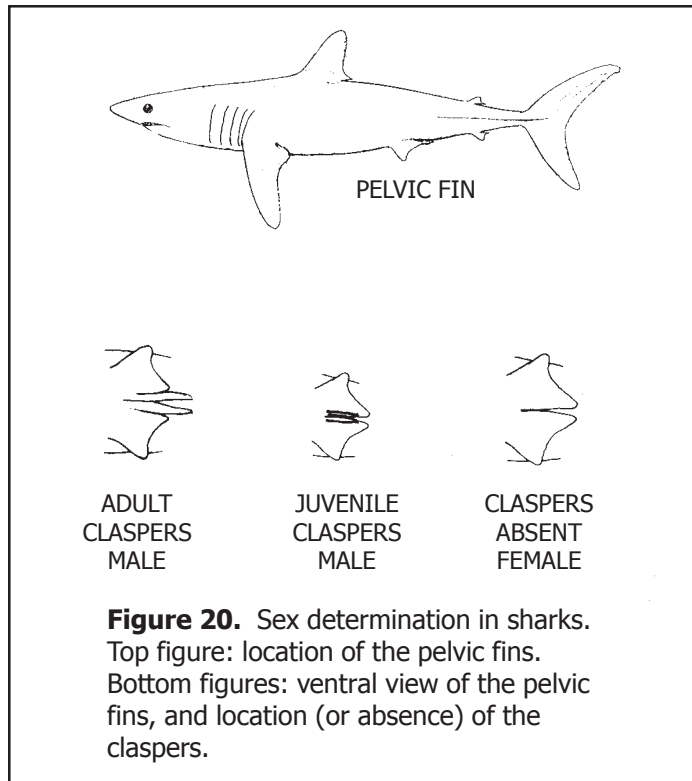 PELVIC FIN
ADULT
CLASPERS
MALE
JUVENILE
CLASPERS
MALE
CLASPERS
ABSENT
FEMALE
Figure 20. Sex determination in sharks.
Top figure: location of the pelvic fins.
Bottom figures: ventral view of the pelvic
fins, and location (or absence) of the
claspers.